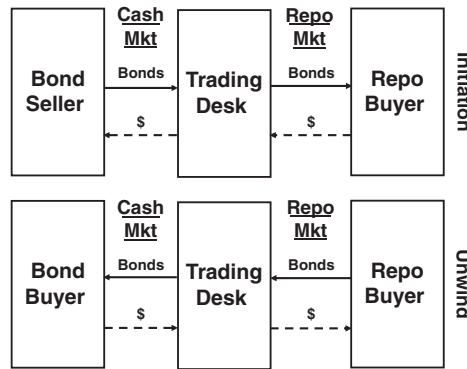 Cash
Mkt
Repo
Mkt
Bond
Seller
Bonds
$
Trading
Desk
Bonds
$
Repo
Buyer
Initiation
Cash
Mkt
Repo
Mkt
Bond
Buyer
Bonds
$
Trading
Desk
Bonds
$
Repo
Buyer
Unwind